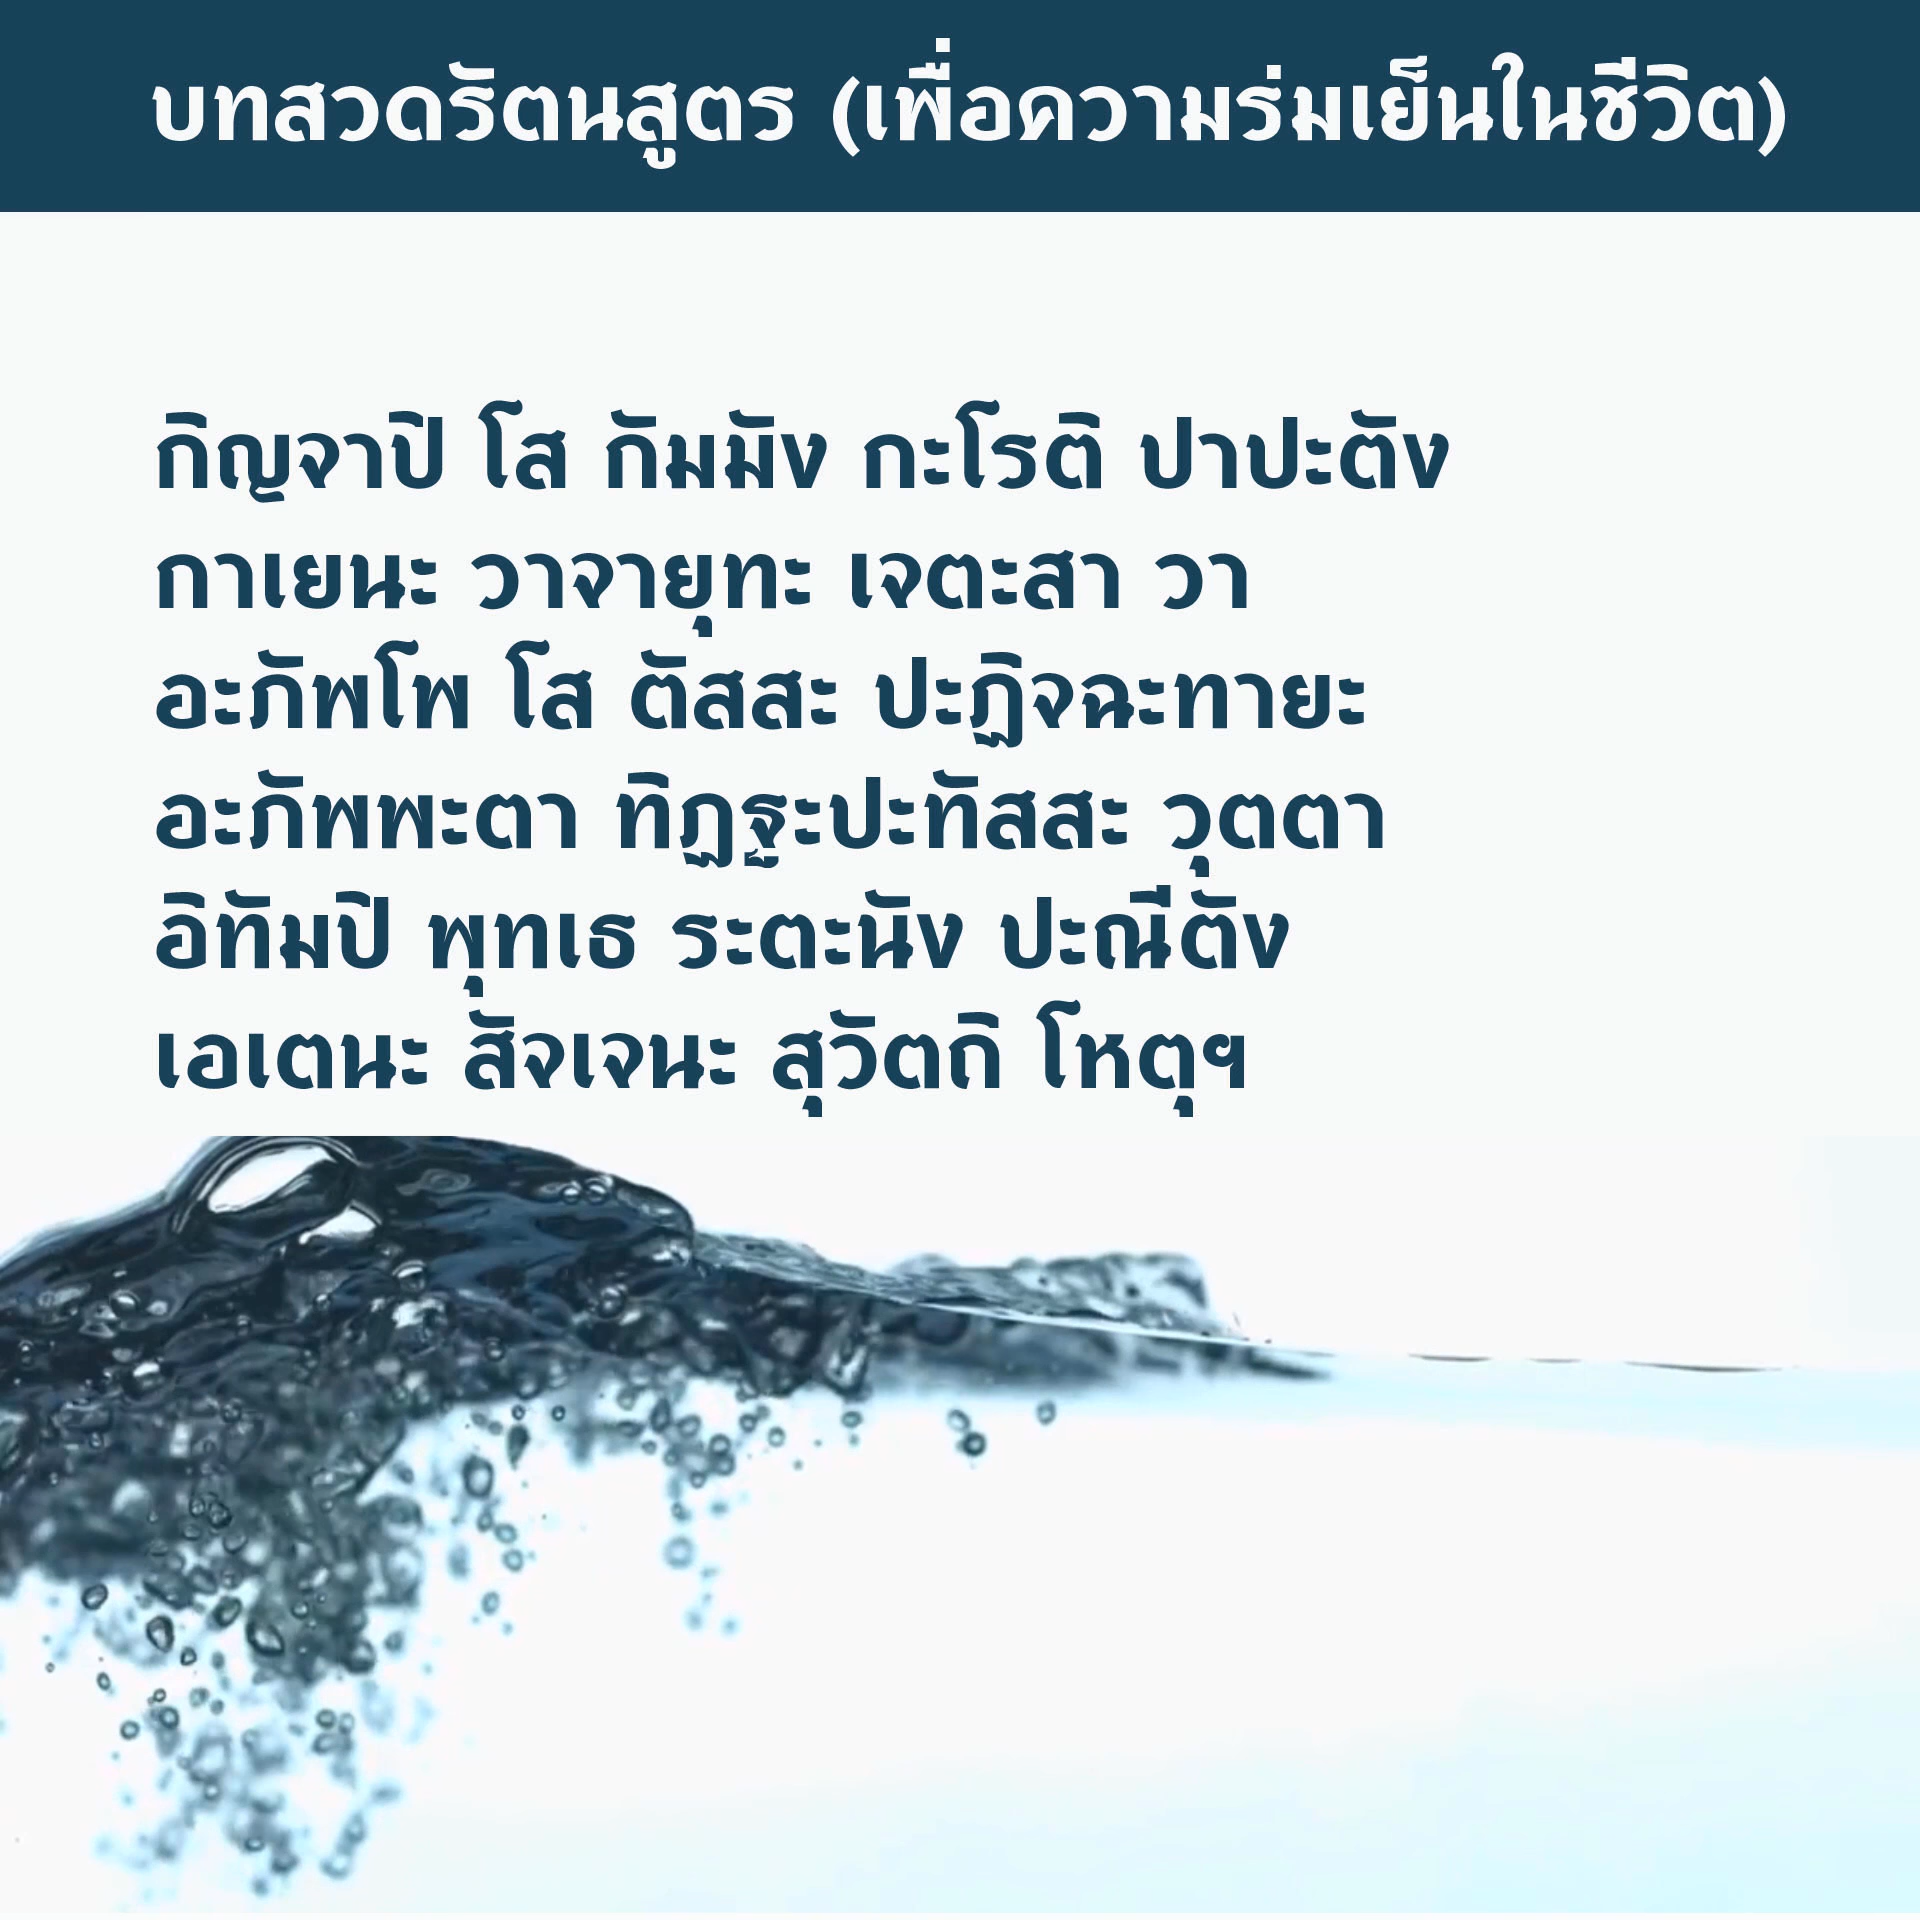 บทสวดรัตนสูตร (เพื่อความร่มเย็นในชีวิต)
กิญจาปิ โส กัมมัง กะโรติ ปาปะตัง
กาเยนะ วาจายุทะ เจตะสา วา
อะภัพโพ โส ตัสสะ ปะฏิจฉะทายะ
อะภัพพะตา ทิฏฐะปะทัสสะ วุตตา
อิทัมปิ พุทเธ ระตะนัง ปะณีตัง
เอเตนะ สัจเจนะ สุวัตถิ โหตุฯ